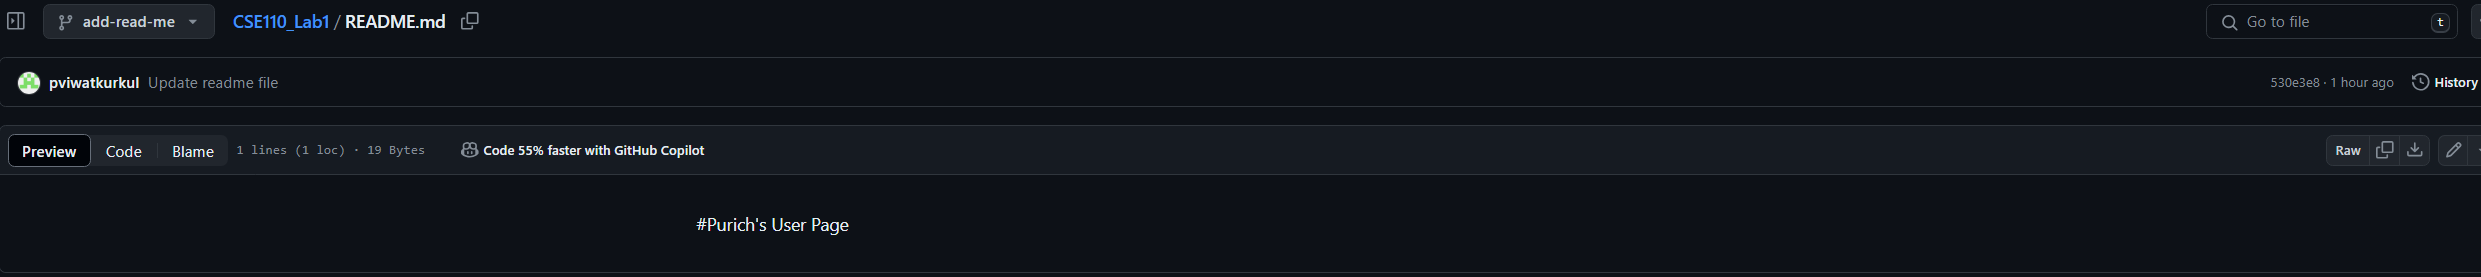 add-read-me CSE110_Lab1 / README.md Go to file t
pviwatkurkul Update readme file 530e3e8 · 1 hour ago History
Preview Code Blame 1 lines (1 loc) · 19 Bytes Code 55% faster with GitHub Copilot Raw
#Purich's User Page